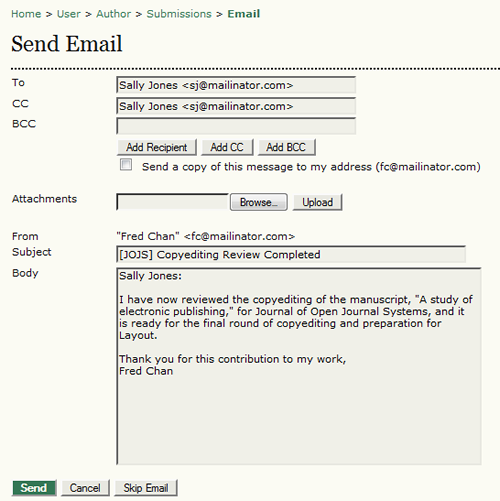 Home > User > Author > Submissions > Email
Send Email
To Sally Jones <sj@mailinator.com>
CC Sally Jones <sj@mailinator.com>
BCC
Add Recipient Add CC Add BCC
Send a copy of this message to my address (fc@mailinator.com)
Attachments Browse... Upload
From "Fred Chan" <fc@mailinator.com>
Subject [JOJS] Copyediting Review Completed
Body Sally Jones:
I have now reviewed the copyediting of the manuscript, "A study of
electronic publishing," for Journal of Open Journal Systems, and it
is ready for the final round of copyediting and preparation for
Layout.
Thank you for this contribution to my work,
Fred Chan
Send Cancel Skip Email